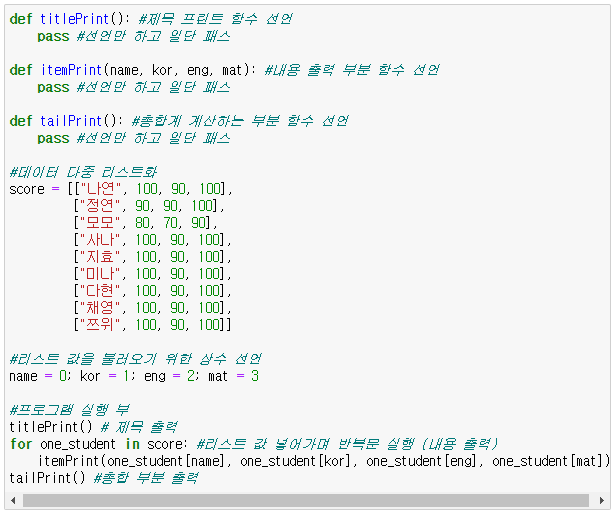 def titlePrint(): #제목 프린트 함수 선언
    pass #선언만 하고 일단 패스
def itemPrint(name, kor, eng, mat): #내용 출력 부분 함수 선언
    pass #선언만 하고 일단 패스
def tailPrint(): #총합게 계산하는 부분 함수 선언
    pass #선언만 하고 일단 패스
#데이터 다중 리스트화
score = [["나연", 100, 90, 100],
         ["정연", 90, 90, 100],
         ["모모", 80, 70, 90],
         ["사나", 100, 90, 100],
         ["지효", 100, 90, 100],
         ["미나", 100, 90, 100],
         ["다현", 100, 90, 100],
         ["채영", 100, 90, 100],
         ["쯔위", 100, 90, 100]]
#리스트 값을 불러오기 위한 상수 선언
name = 0; kor = 1; eng = 2; mat = 3
#프로그램 실행 부
titlePrint() # 제목 출력
for one_student in score: #리스트 값 넣어가며 반복문 실행 (내용 출력)
    itemPrint(one_student[name], one_student[kor], one_student[eng], one_student[mat])
tailPrint() #총합 부분 출력